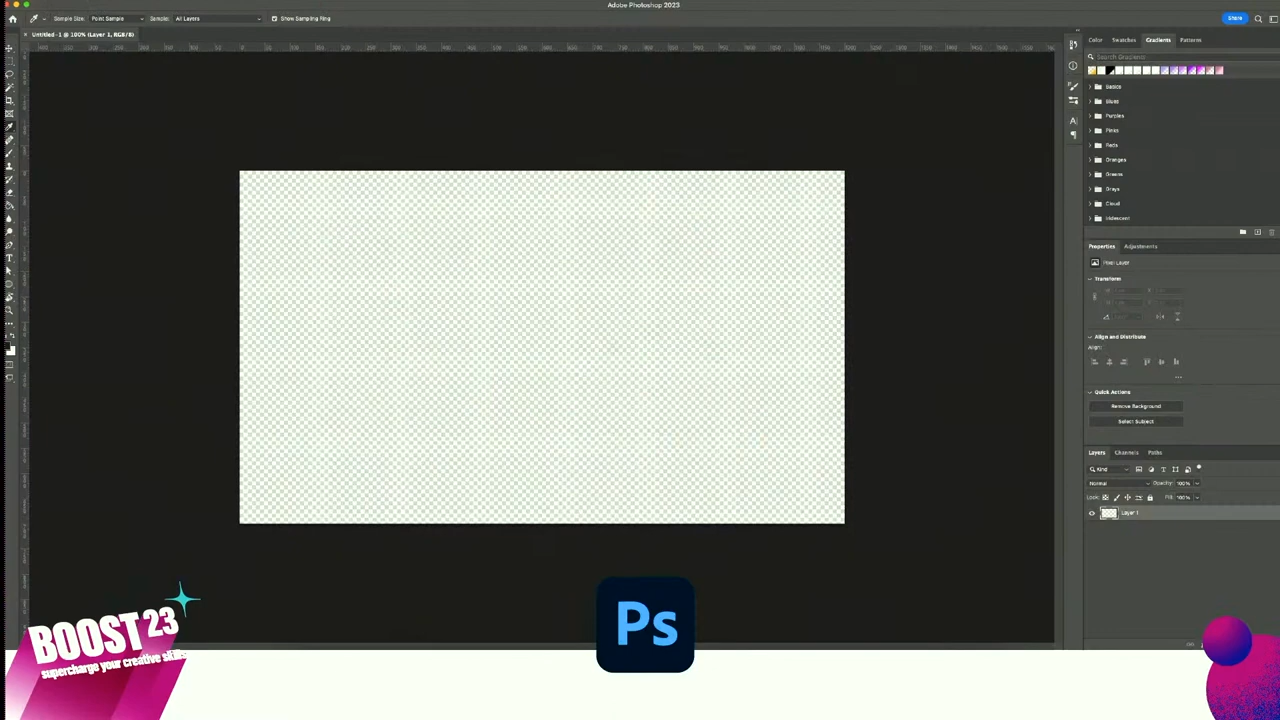 Adobe Photoshop 2023
Sample Size: Point Sample
Sample: All Layers
Show Sampling Ring
Share
Untitled-1 @ 100% (Layer 1, RGB/8)
Color
Swatches
Gradients
Patterns
Search Gradients
Basics
Blues
Purples
Pinks
Reds
Oranges
Greens
Grays
Cloud
Iridescent
Properties
Adjustments
Pixel Layer
Transform
Align and Distribute
Align:
Quick Actions
Remove Background
Select Subject
Layers
Channels
Paths
Kind
Normal
Opacity: 100%
Lock:
Fill: 100%
Layer 1
Ps
BOOST 23
supercharge your creative skills